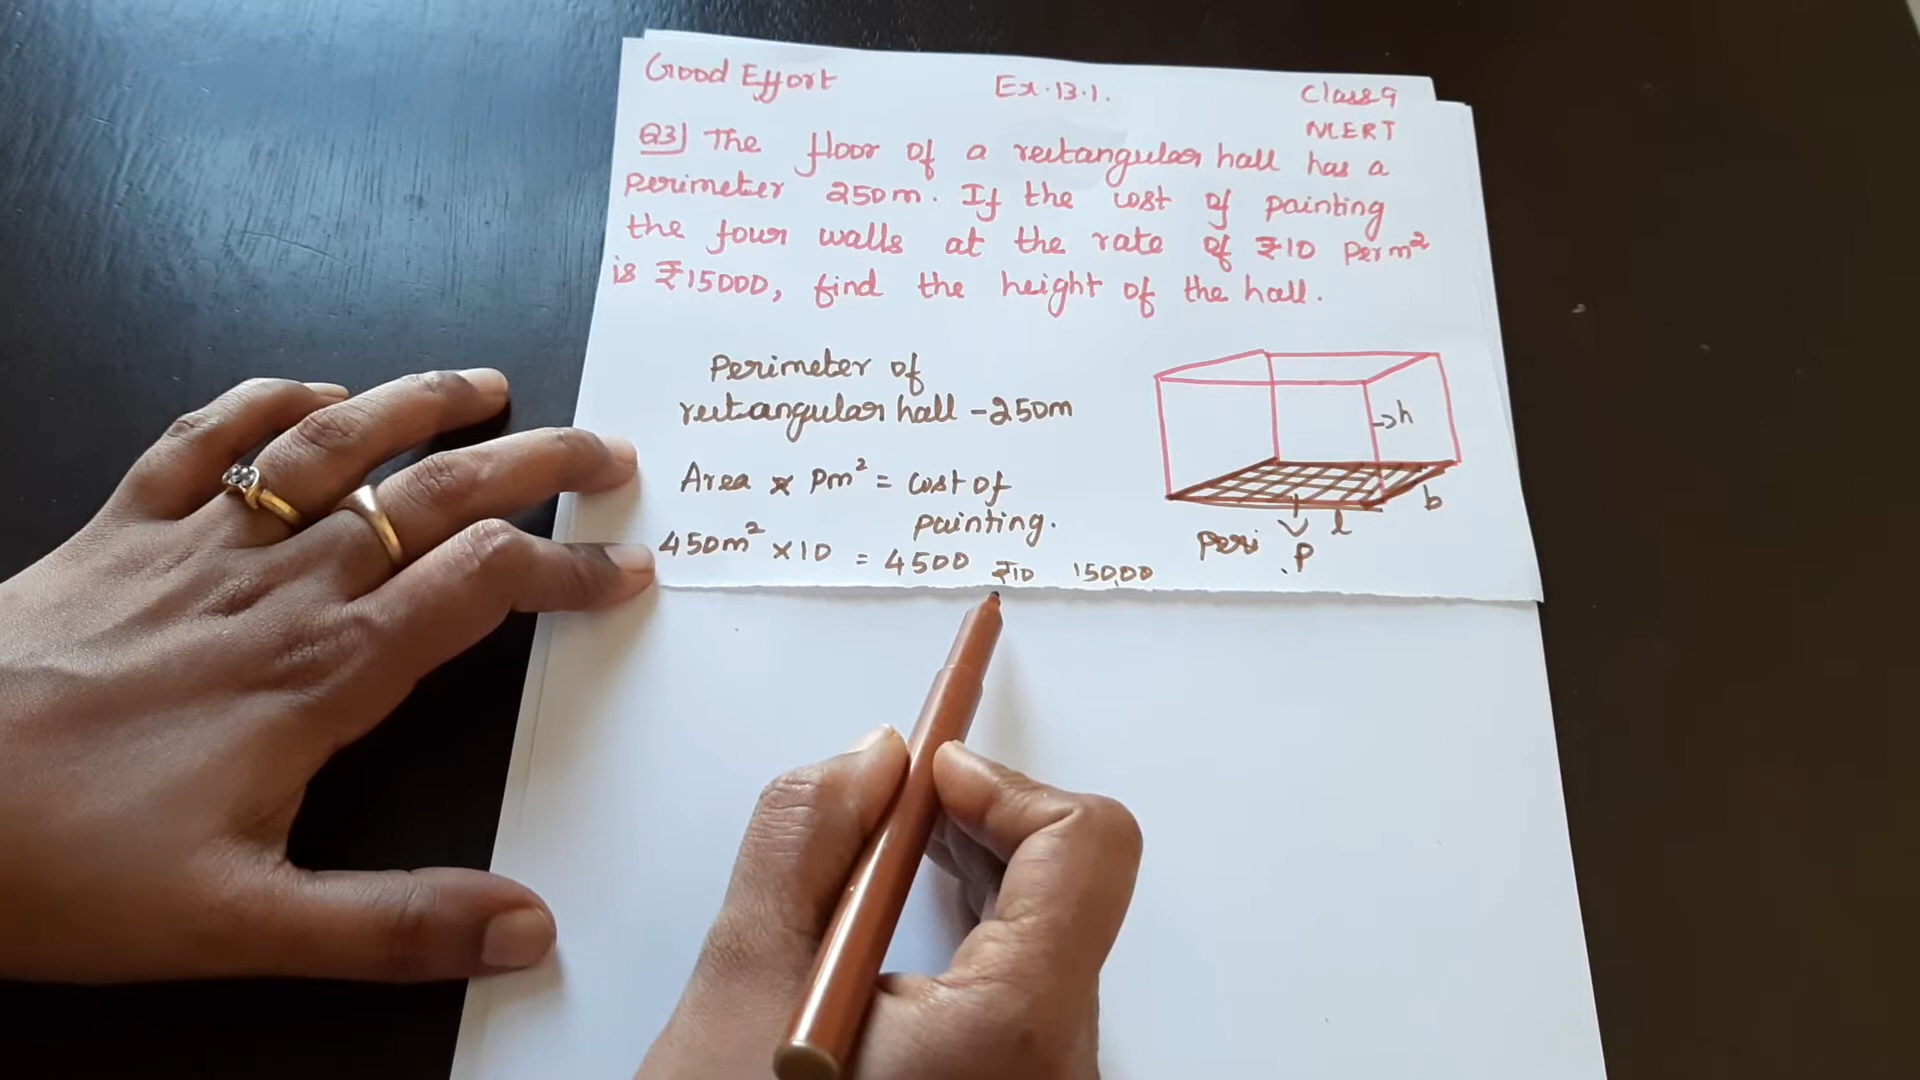 Good Effort Ex.13.1. Class 9
NCERT
Q3) The floor of a rectangular hall has a
perimeter 250m. If the cost of painting
the four walls at the rate of ₹10 Per m²
is ₹15000, find the height of the hall.
Perimeter of
rectangular hall - 250m
Area × Pm² = cost of
painting.
450m² × 10 = 4500 ₹10 15000
h
b
l
peri . P